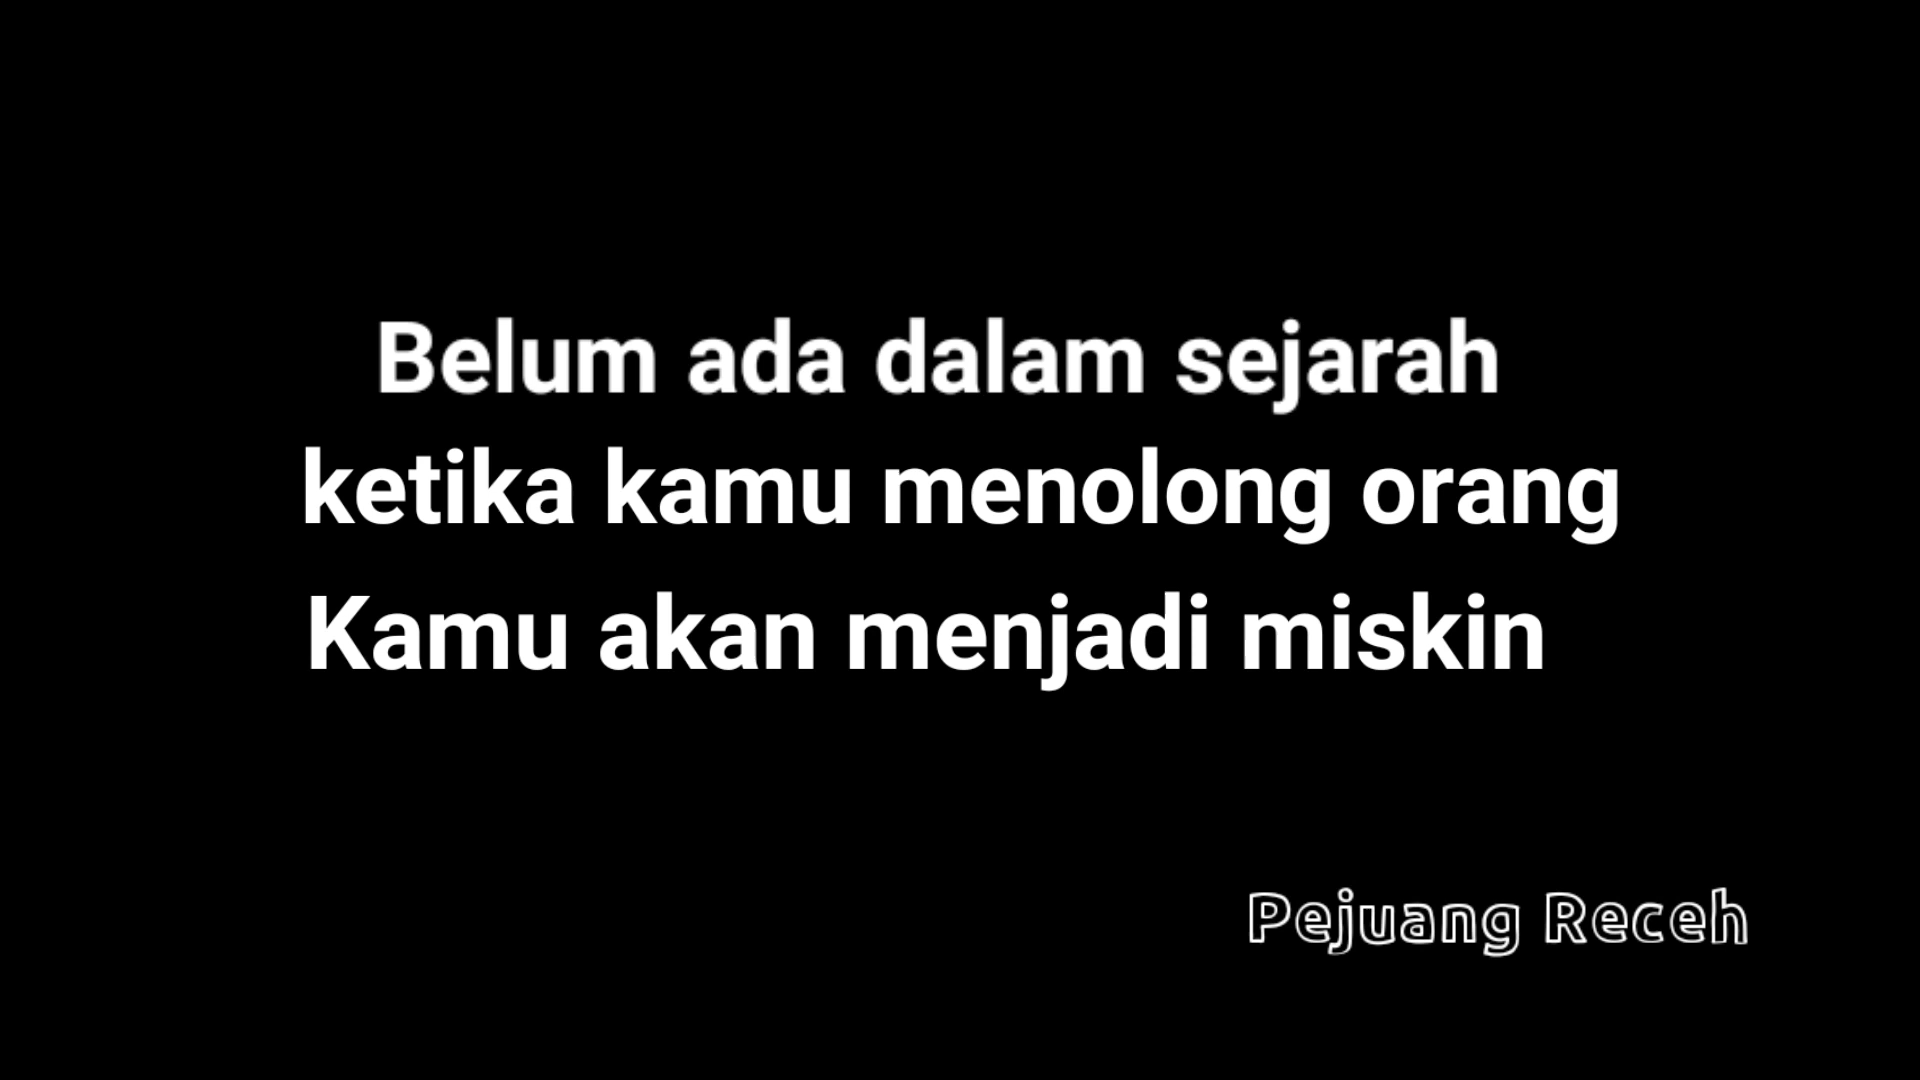 Belum ada dalam sejarah
ketika kamu menolong orang
Kamu akan menjadi miskin
Pejuang Receh